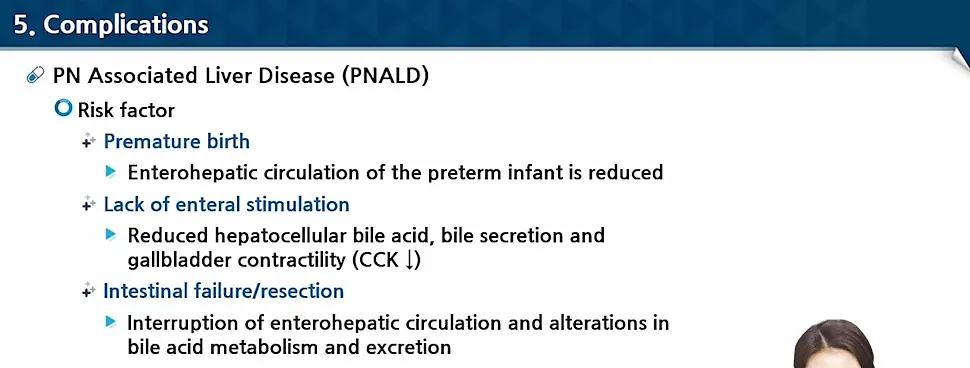 5. Complications
PN Associated Liver Disease (PNALD)
Risk factor
Premature birth
Enterohepatic circulation of the preterm infant is reduced
Lack of enteral stimulation
Reduced hepatocellular bile acid, bile secretion and
gallbladder contractility (CCK ↓)
Intestinal failure/resection
Interruption of enterohepatic circulation and alterations in
bile acid metabolism and excretion